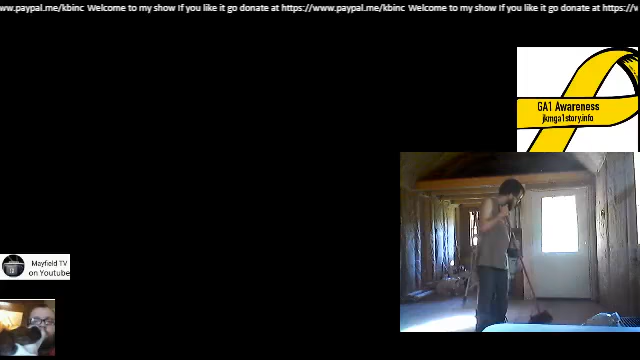 ww.paypal.me/kbinc Welcome to my show If you like it go donate at https://www.paypal.me/kbinc Welcome to my show If you like it go donate at https://w
GA1 Awareness
jkmga1story.info
Mayfield TV
on Youtube